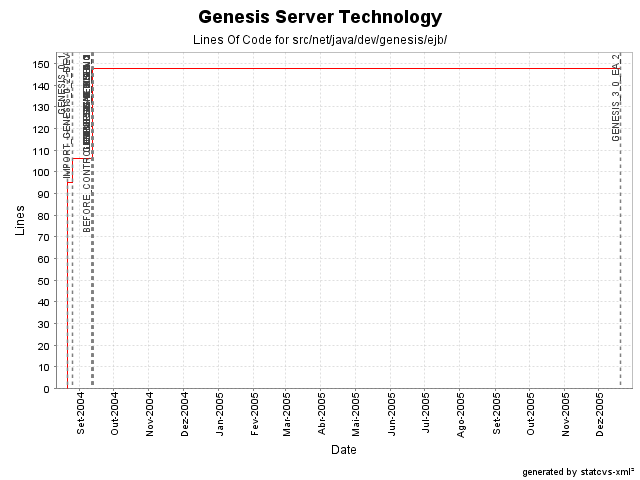 Genesis Server Technology
Lines Of Code for src/net/java/dev/genesis/ejb/
150
140
130
120
110
100
90
80
70
60
50
40
30
20
10
0
Lines
GENESIS_3_0_EA_2
Set-2004
Out-2004
Nov-2004
Dez-2004
Jan-2005
Fev-2005
Mar-2005
Abr-2005
Mai-2005
Jun-2005
Jul-2005
Ago-2005
Set-2005
Out-2005
Nov-2005
Dez-2005
Date
generated by statcvs-xml²